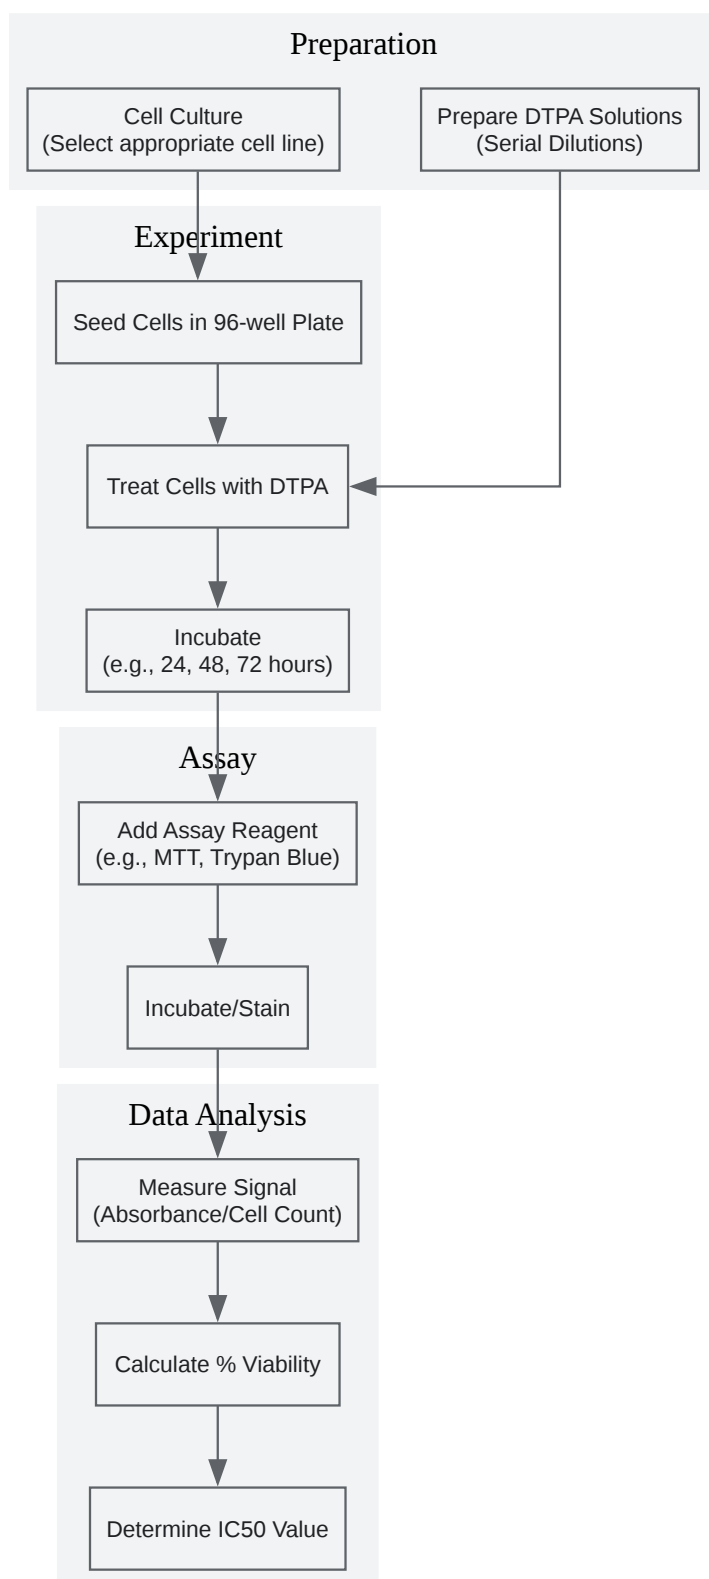 Preparation
Cell Culture
(Select appropriate cell line)
Prepare DTPA Solutions
(Serial Dilutions)
Experiment
Seed Cells in 96-well Plate
Treat Cells with DTPA
Incubate
(e.g., 24, 48, 72 hours)
Assay
Add Assay Reagent
(e.g., MTT, Trypan Blue)
Incubate/Stain
Data Analysis
Measure Signal
(Absorbance/Cell Count)
Calculate % Viability
Determine IC50 Value